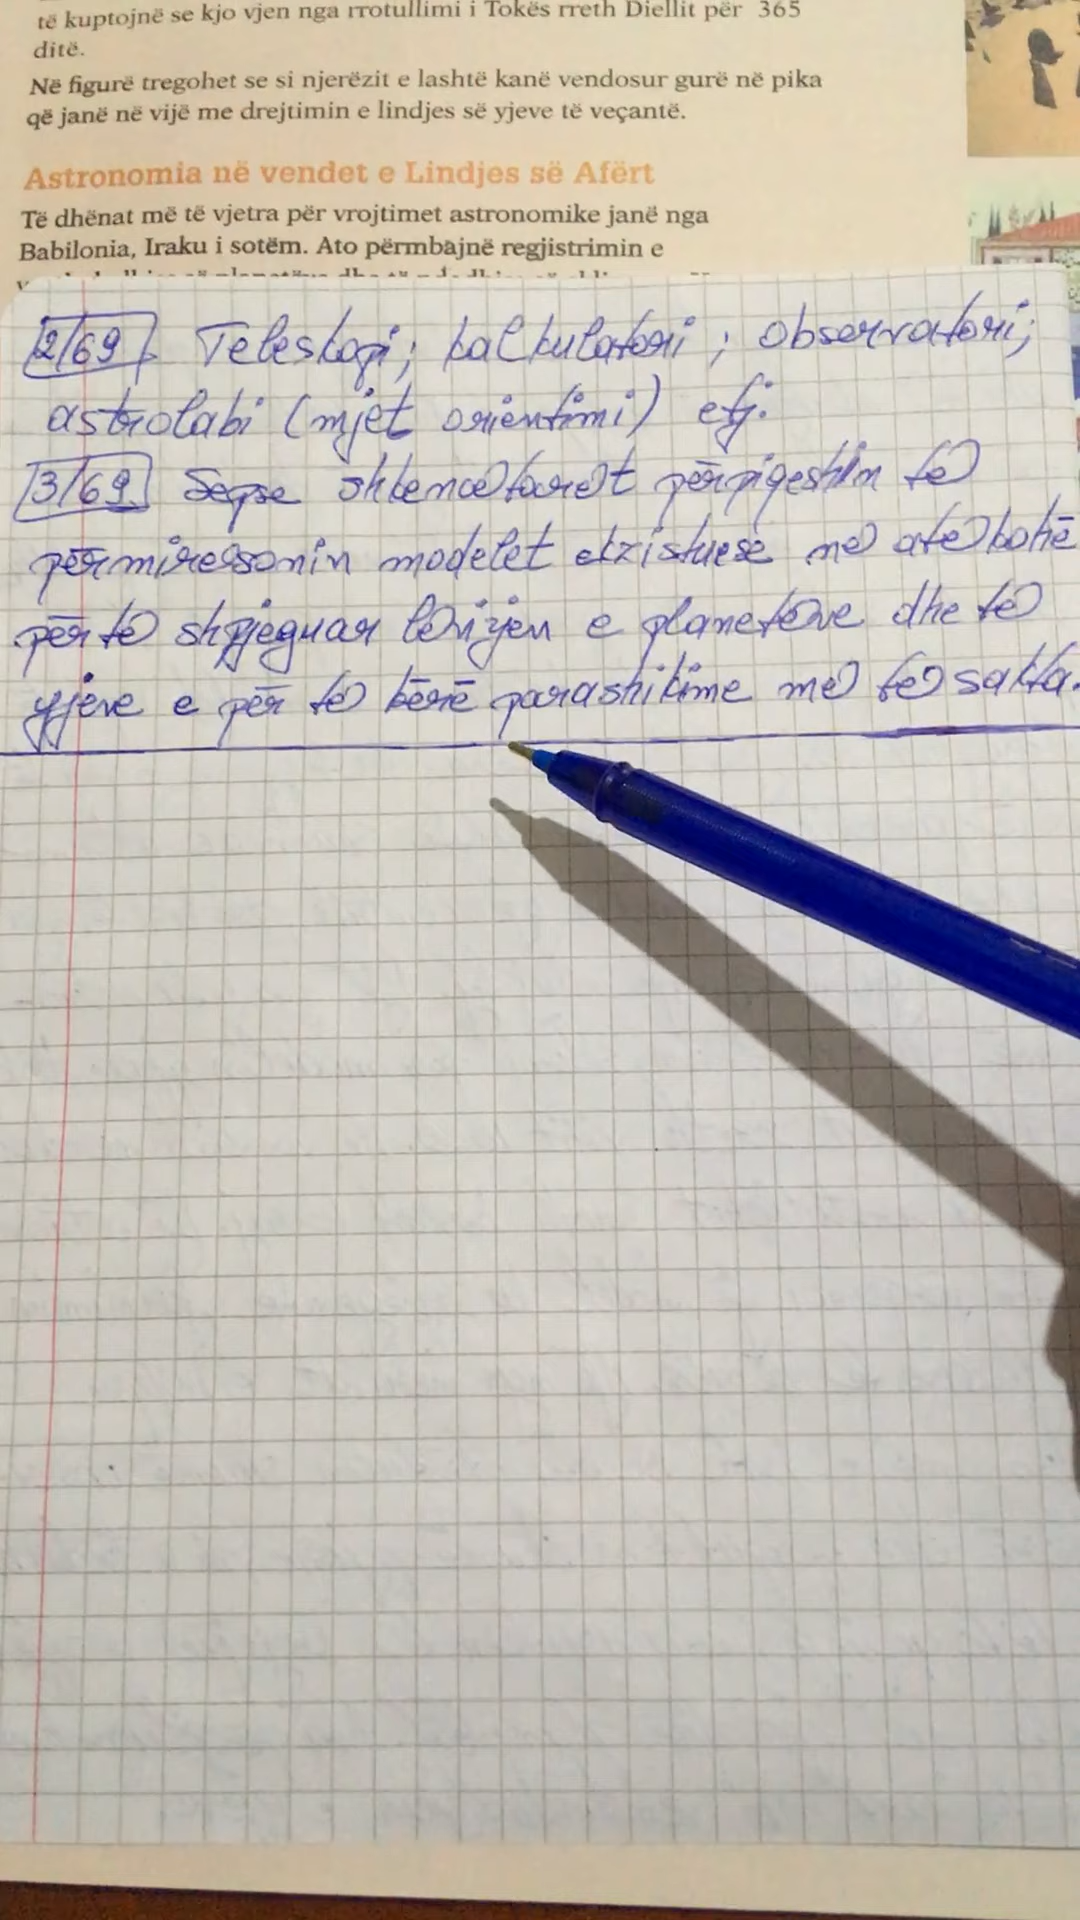 të kuptojnë se kjo vjen nga rrotullimi i Tokës rreth Diellit për 365
ditë.
Në figurë tregohet se si njerëzit e lashtë kanë vendosur gurë në pika
që janë në vijë me drejtimin e lindjes së yjeve të veçantë.
Astronomia në vendet e Lindjes së Afërt
Të dhënat më të vjetra për vrojtimet astronomike janë nga
Babilonia, Iraku i sotëm. Ato përmbajnë regjistrimin e
2/69 Teleskopi; kalkulatori; observatori;
astrolabi (mjet orientimi) etj.
3/69 Sepse shkencëtarët përpiqeshin të
përmirësonin modelet ekzistuese në atë kohë
për të shpjeguar lëvizjen e planetëve dhe të
yjeve e për të bërë parashikime më të sakta.